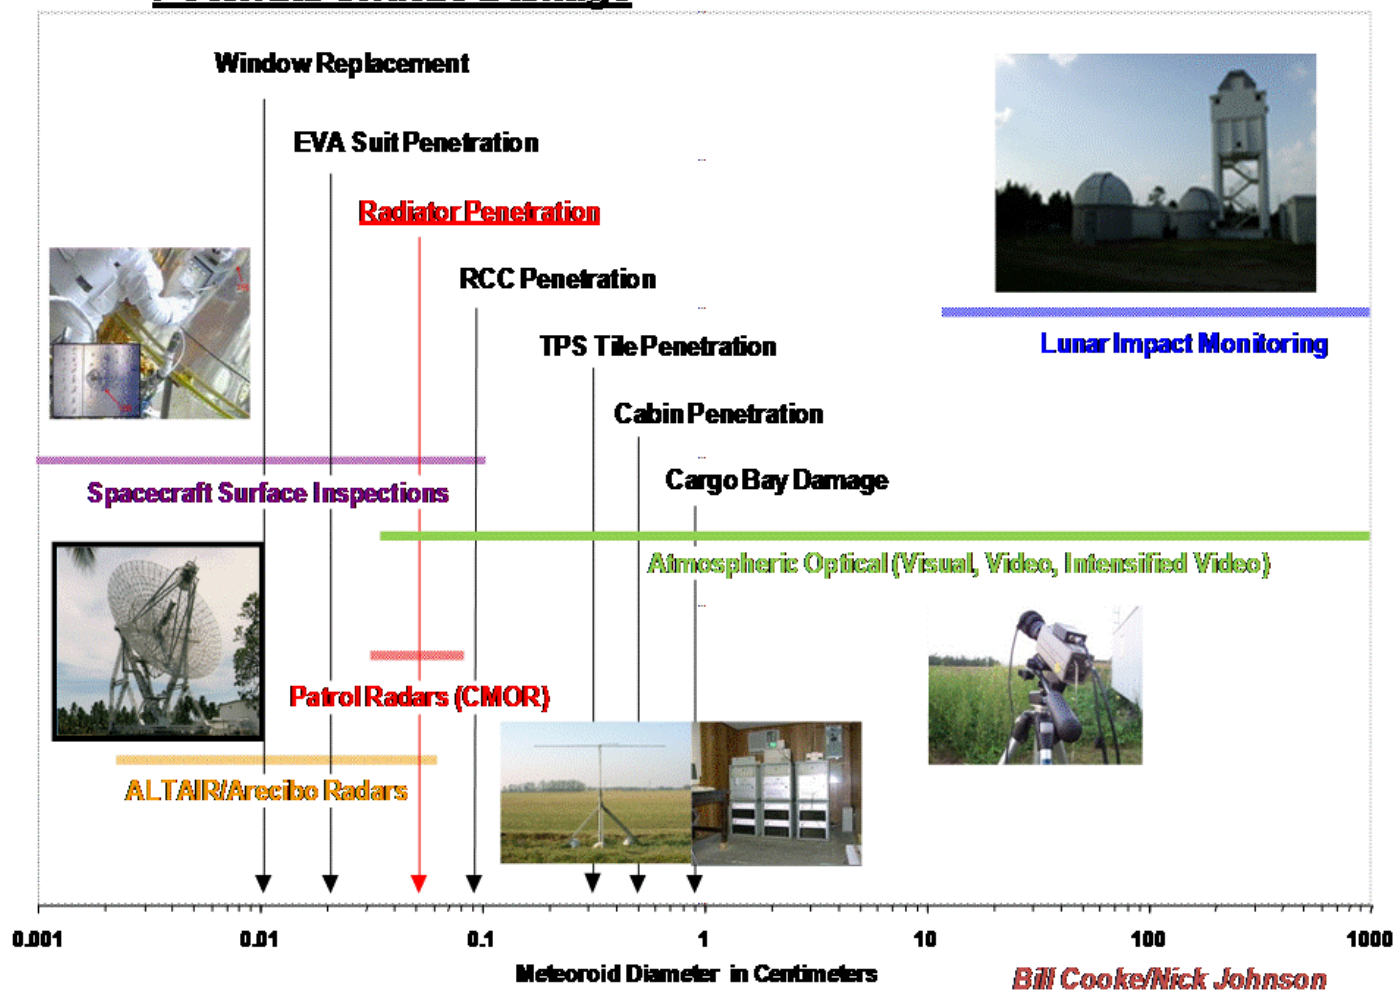 Window Replacement
EVA Suit Penetration
Radiator Penetration
RCC Penetration
TPS Tile Penetration
Lunar Impact Monitoring
Cabin Penetration
Cargo Bay Damage
Spacecraft Surface Inspections
Atmospheric Optical (Visual, Video, Intensified Video)
Patrol Radars (CMOR)
ALTAIR/Arecibo Radars
0.001 0.01 0.1 1 10 100 1000
Meteoroid Diameter in Centimeters
Bill Cooke/Nick Johnson